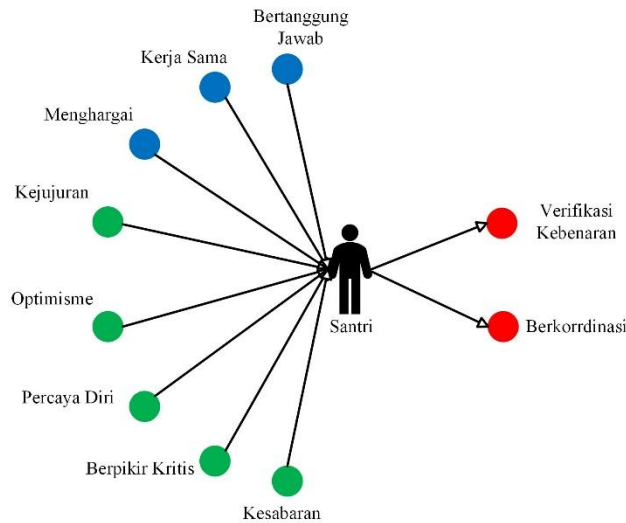 Bertanggung
Jawab
Kerja Sama
Menghargai
Kejujuran
Optimisme
Percaya Diri
Berpikir Kritis
Kesabaran
Santri
Verifikasi
Kebenaran
Berkorrdinasi